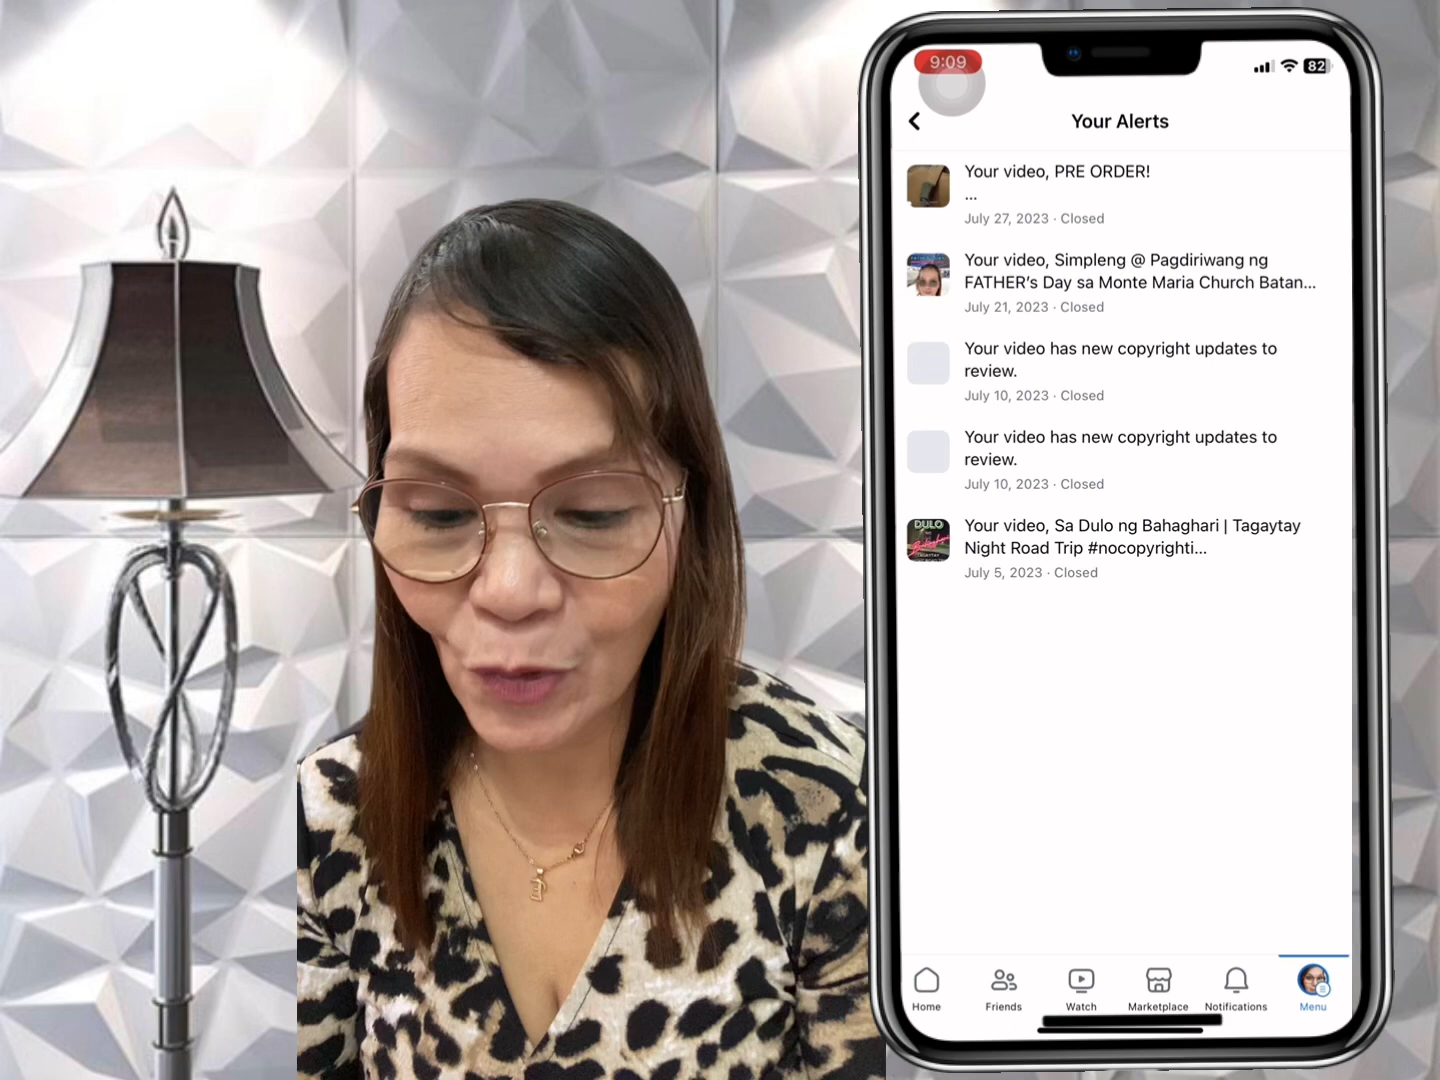 9:09
82
Your Alerts
Your video, PRE ORDER!
...
July 27, 2023 · Closed
Your video, Simpleng @ Pagdiriwang ng
FATHER's Day sa Monte Maria Church Batan...
July 21, 2023 · Closed
Your video has new copyright updates to
review.
July 10, 2023 · Closed
Your video has new copyright updates to
review.
July 10, 2023 · Closed
DULO
Your video, Sa Dulo ng Bahaghari | Tagaytay
Night Road Trip #nocopyrighti...
July 5, 2023 · Closed
Home
Friends
Watch
Marketplace
Notifications
Menu